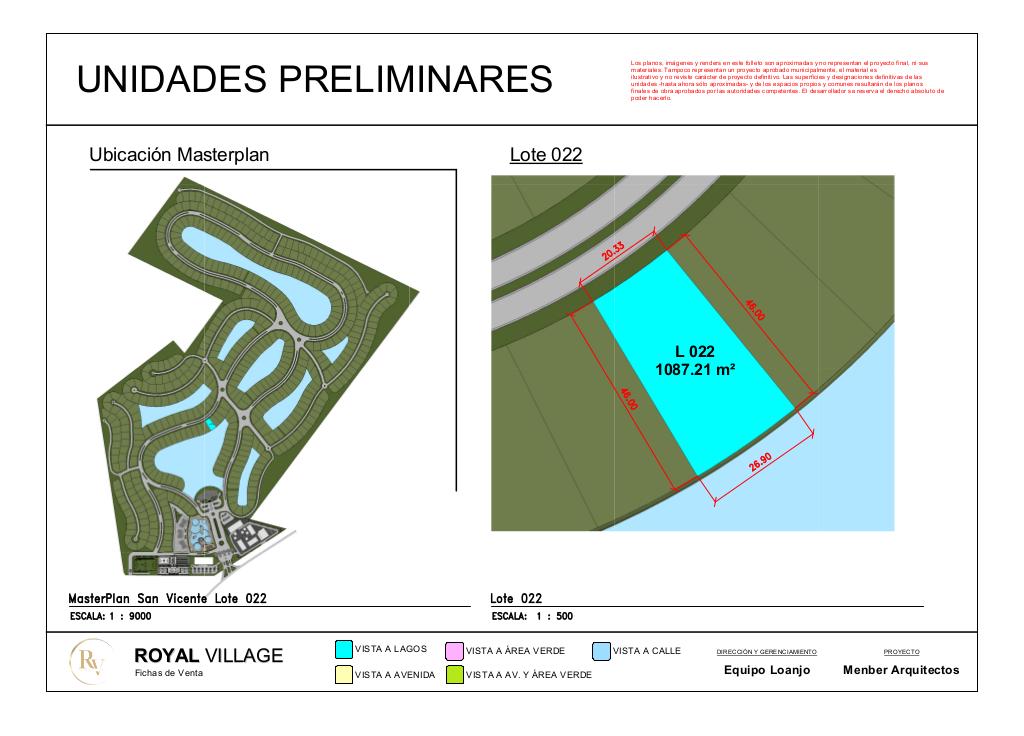 UNIDADES PRELIMINARES
Los planos, imágenes y renders en este folleto son aproximadas y no representan el proyecto final, ni sus
materiales. Tampoco representan un proyecto aprobado municipalmente, el material es
ilustrativo y no reviste carácter de proyecto definitivo. Las superficies y designaciones definitivas de las
unidades -hasta ahora sólo aproximadas- y de los espacios propios y comunes resultarán de los planos
finales de obra aprobados por las autoridades competentes. El desarrollador se reserva el derecho absoluto de
poder hacerlo.
Ubicación Masterplan
Lote 022
20.33
46.00
L 022
1087.21 m²
46.00
26.90
MasterPlan San Vicente Lote 022
ESCALA: 1 : 9000
Lote 022
ESCALA: 1 : 500
RV
ROYAL VILLAGE
Fichas de Venta
VISTA A LAGOS
VISTA A ÁREA VERDE
VISTA A CALLE
VISTA A AVENIDA
VISTA A AV. Y ÁREA VERDE
DIRECCIÓN Y GERENCIAMIENTO
Equipo Loanjo
PROYECTO
Menber Arquitectos